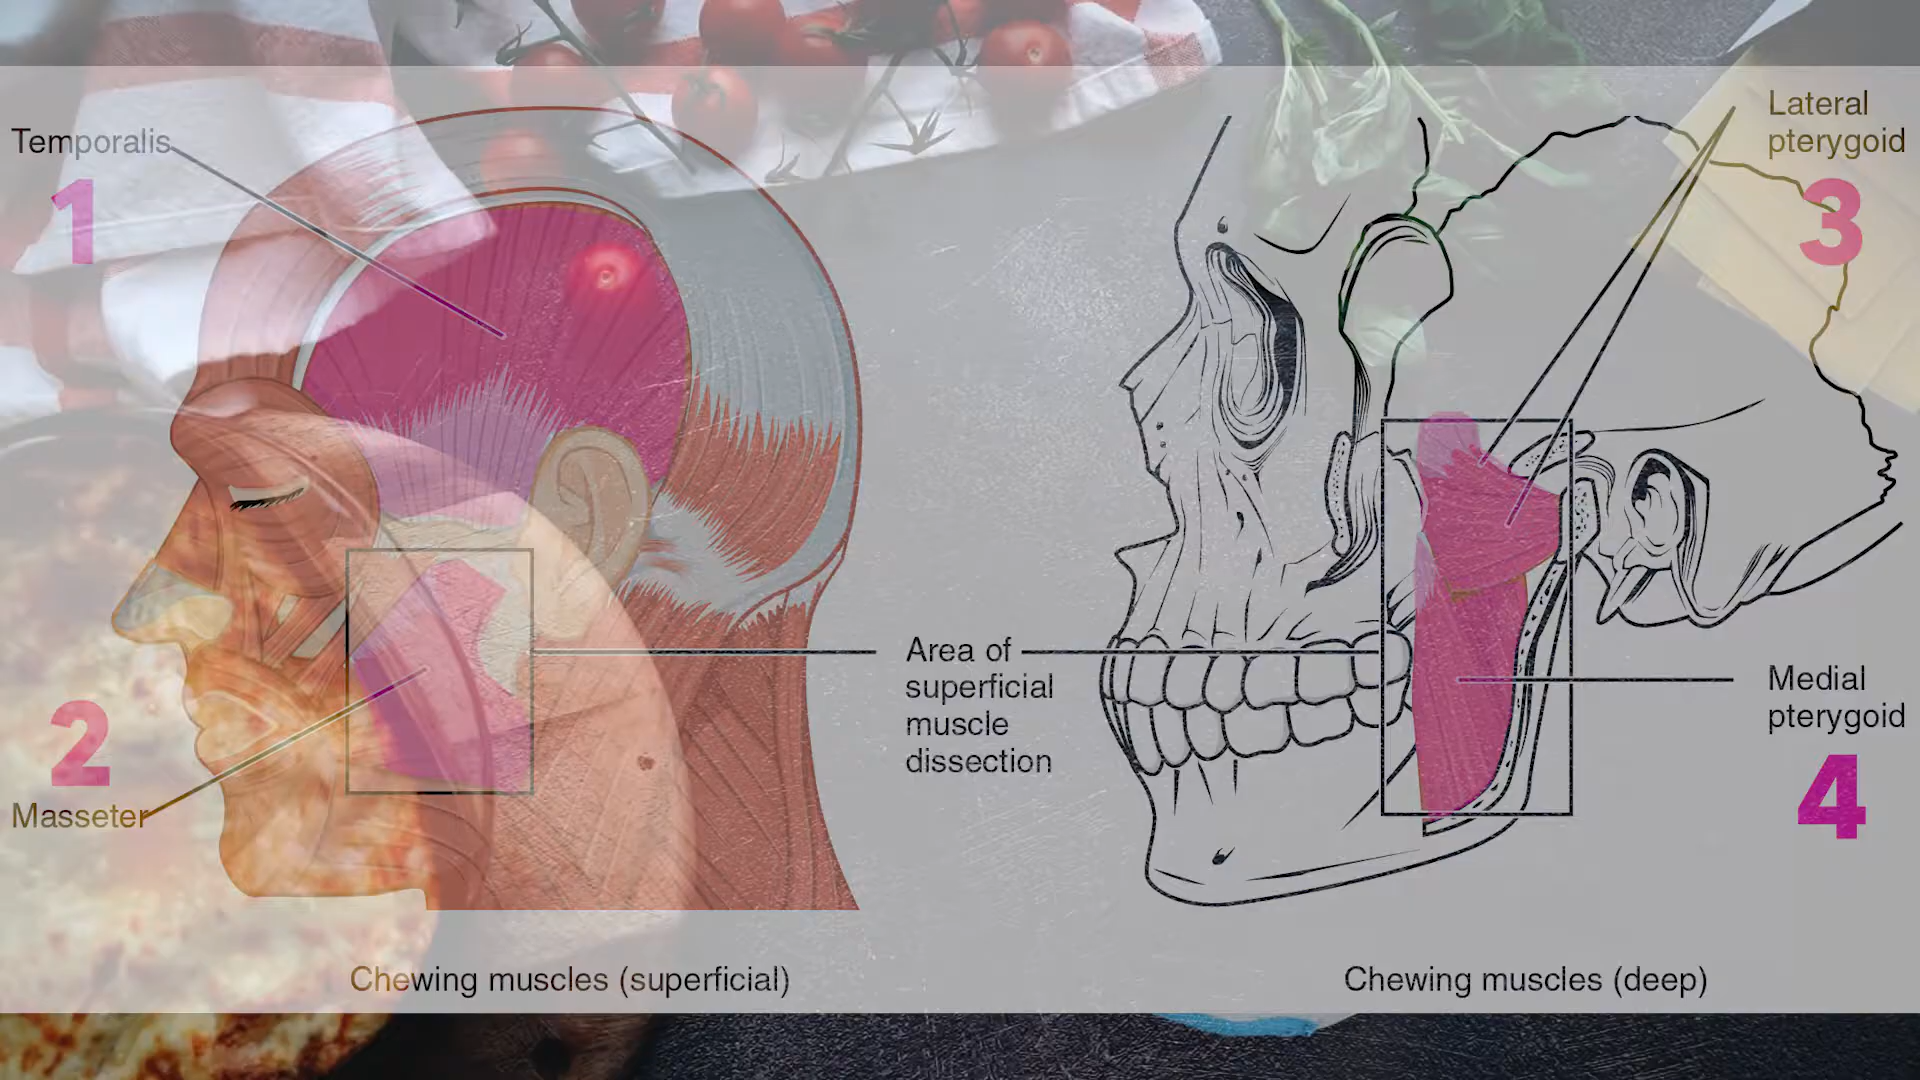 Temporalis
1
2
Masseter
Chewing muscles (superficial)
Area of
superficial
muscle
dissection
Lateral
pterygoid
3
Medial
pterygoid
4
Chewing muscles (deep)